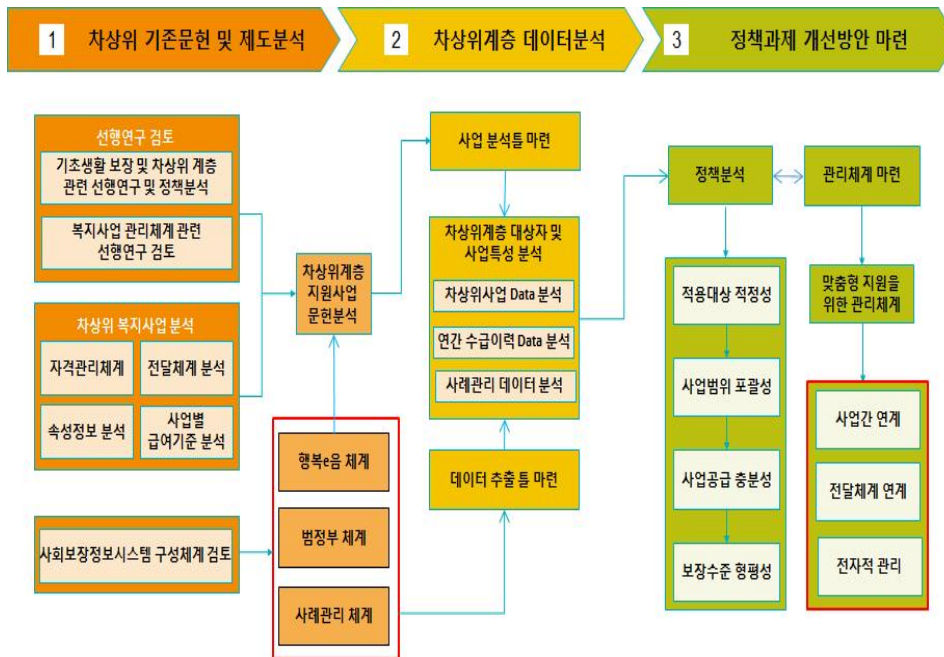 1 차상위 기존문헌 및 제도분석
2 차상위계층 데이터분석
3 정책과제 개선방안 마련
선행연구 검토
기초생활 보장 및 차상위 계층
관련 선행연구 및 정책분석
복지사업 관리체계 관련
선행연구 검토
차상위 복지사업 분석
자격관리체계
전달체계 분석
속성정보 분석
사업별
급여기준 분석
사회보장정보시스템 구성체계 검토
차상위계층
지원사업
문헌분석
행복e음 체계
범정부 체계
사례관리 체계
사업 분석틀 마련
차상위계층 대상자 및
사업특성 분석
차상위사업 Data 분석
연간 수급이력 Data 분석
사례관리 데이터 분석
데이터 추출 틀 마련
정책분석
적용대상 적정성
사업범위 포괄성
사업공급 충분성
보장수준 형평성
관리체계 마련
맞춤형 지원을
위한 관리체계
사업간 연계
전달체계 연계
전자적 관리